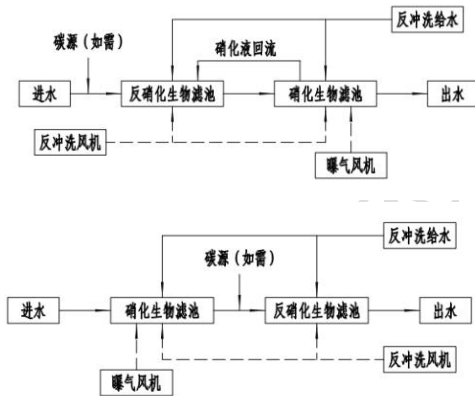 反冲洗给水
碳源（如需）
硝化液回流
进水
反硝化生物滤池
硝化生物滤池
出水
反冲洗风机
曝气风机
反冲洗给水
碳源（如需）
进水
硝化生物滤池
反硝化生物滤池
出水
反冲洗风机
曝气风机